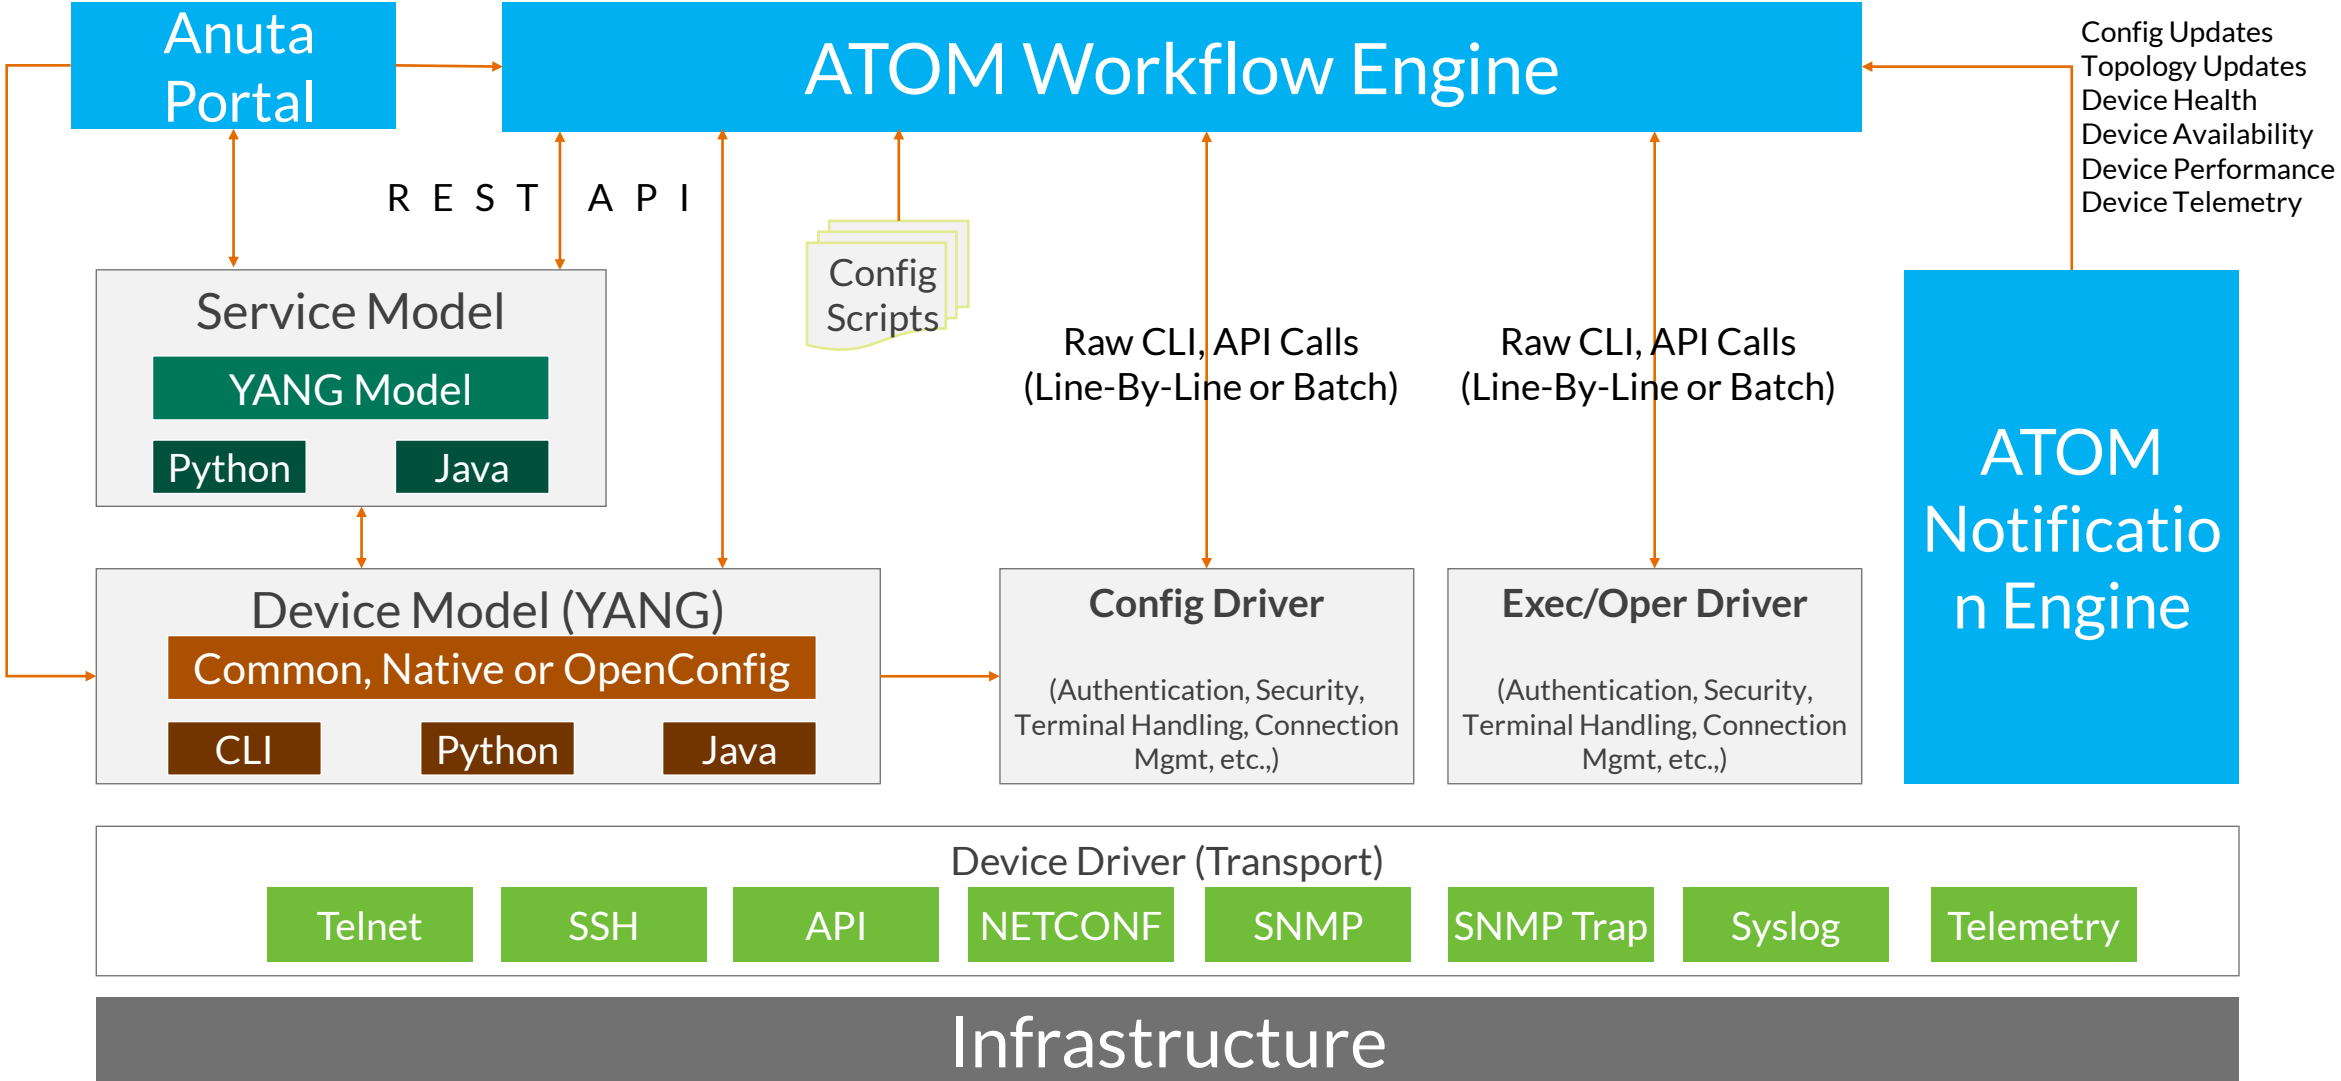 Anuta
Portal
ATOM Workflow Engine
Config Updates
Topology Updates
Device Health
Device Availability
Device Performance
Device Telemetry
REST API
Config
Scripts
Service Model
YANG Model
Python
Java
Raw CLI, API Calls
(Line-By-Line or Batch)
Raw CLI, API Calls
(Line-By-Line or Batch)
ATOM
Notificatio
n Engine
Device Model (YANG)
Common, Native or OpenConfig
CLI
Python
Java
Config Driver
(Authentication, Security,
Terminal Handling, Connection
Mgmt, etc.,)
Exec/Oper Driver
(Authentication, Security,
Terminal Handling, Connection
Mgmt, etc.,)
Device Driver (Transport)
Telnet
SSH
API
NETCONF
SNMP
SNMP Trap
Syslog
Telemetry
Infrastructure